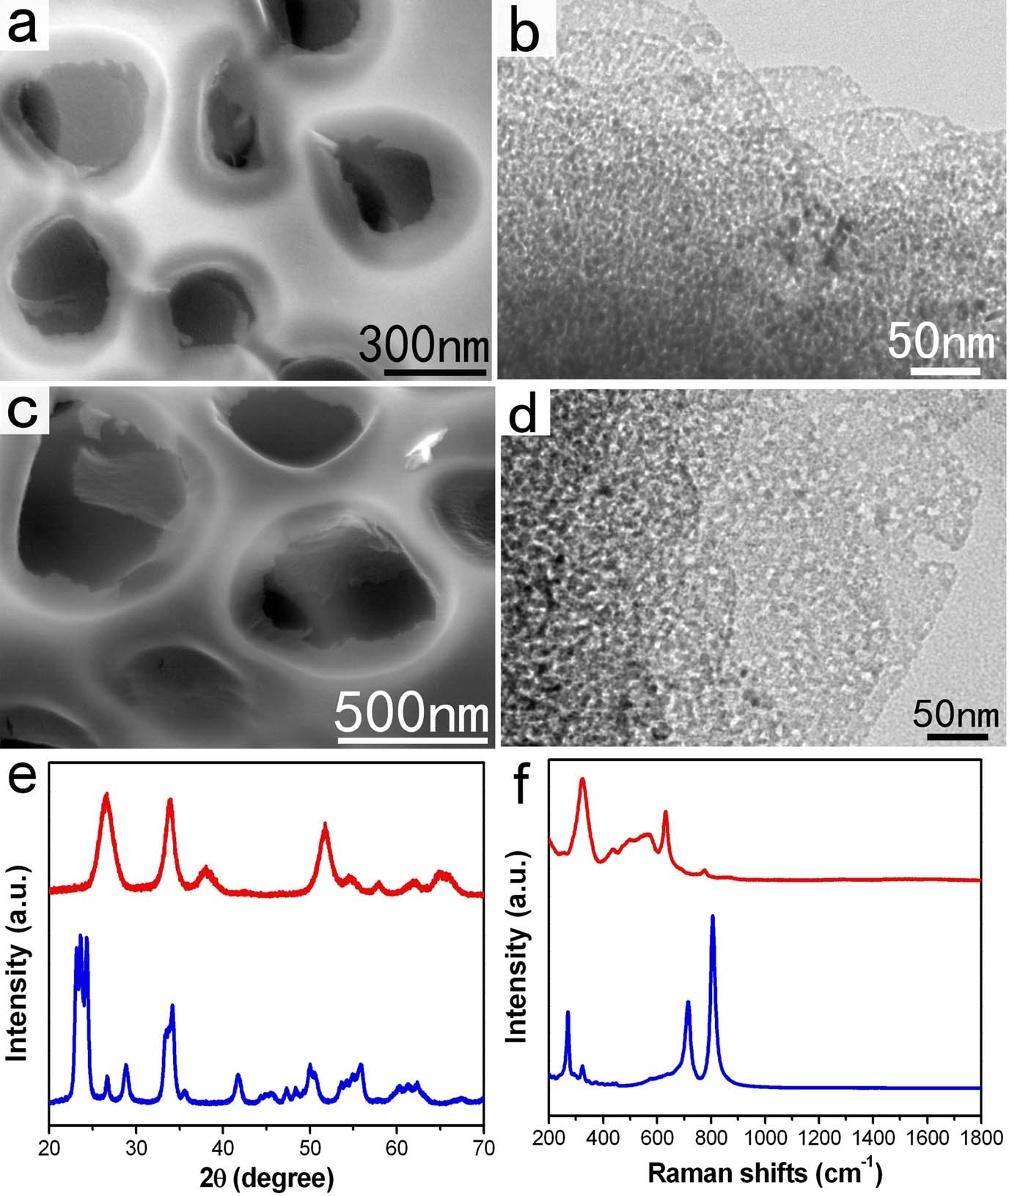 a
b
300nm
50nm
c
d
500nm
50nm
e
f
Intensity (a.u.)
Intensity (a.u.)
20 30 40 50 60 70
2θ (degree)
200 400 600 800 1000 1200 1400 1600 1800
Raman shifts (cm⁻¹)